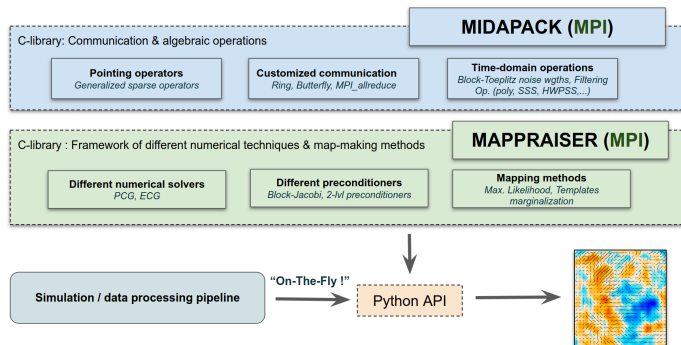 MIDAPACK (MPI)
C-library: Communication & algebraic operations
Pointing operators
Generalized sparse operators
Customized communication
Ring, Butterfly, MPI_allreduce
Time-domain operations
Block-Toeplitz noise wgths, Filtering
Op. (poly, SSS, HWPSS,...)
MAPPRAISER (MPI)
C-library : Framework of different numerical techniques & map-making methods
Different numerical solvers
PCG, ECG
Different preconditioners
Block-Jacobi, 2-lvl preconditioners
Mapping methods
Max. Likelihood, Templates
marginalization
Simulation / data processing pipeline
“On-The-Fly !”
Python API